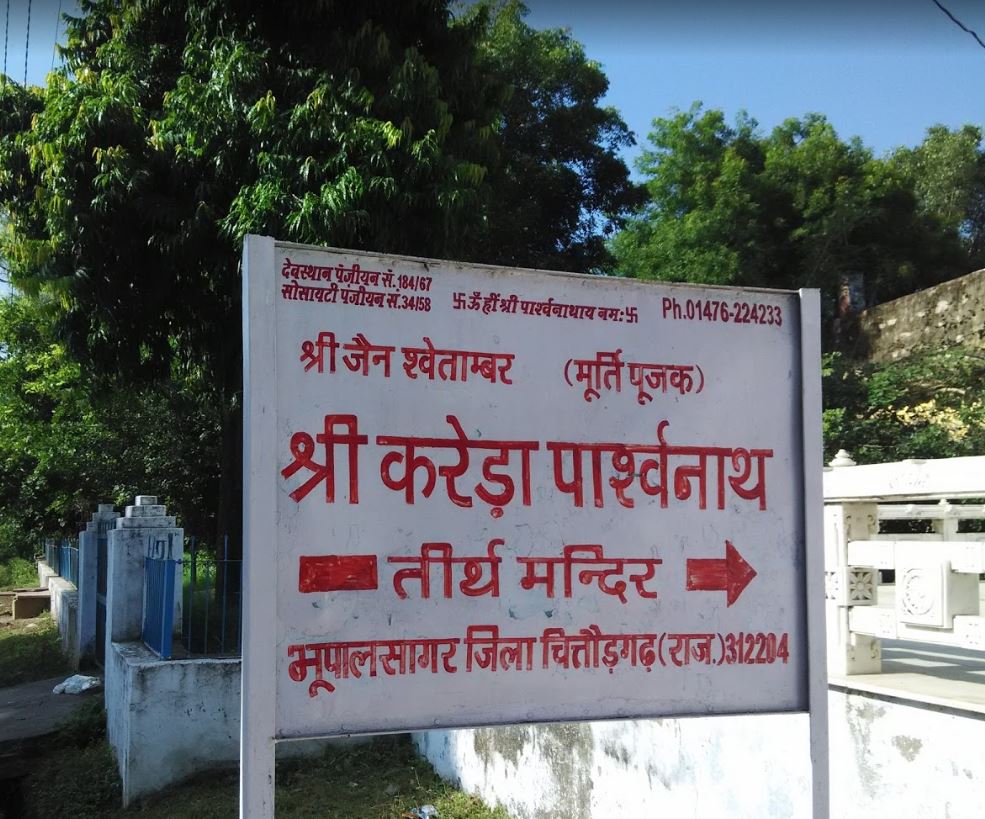 देवस्थान पंजीयन सं. 184/67
सोसायटी पंजीयन सं. 34/58
卐 ॐ ह्रीं श्री पार्श्वनाथाय नमः 卐
Ph.01476-224233
श्री जैन श्वेताम्बर (मूर्ति पूजक)
श्री करेड़ा पार्श्वनाथ
तीर्थ मन्दिर
भूपालसागर जिला चित्तौड़गढ़ (राज.) 312204